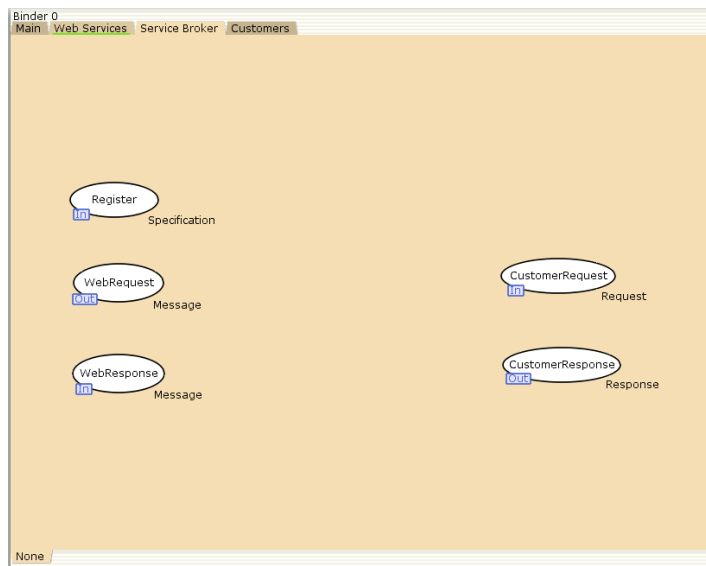 Binder 0
Main Web Services Service Broker Customers
Register
In
Specification
WebRequest
Out
Message
WebResponse
In
Message
CustomerRequest
In
Request
CustomerResponse
Out
Response
None